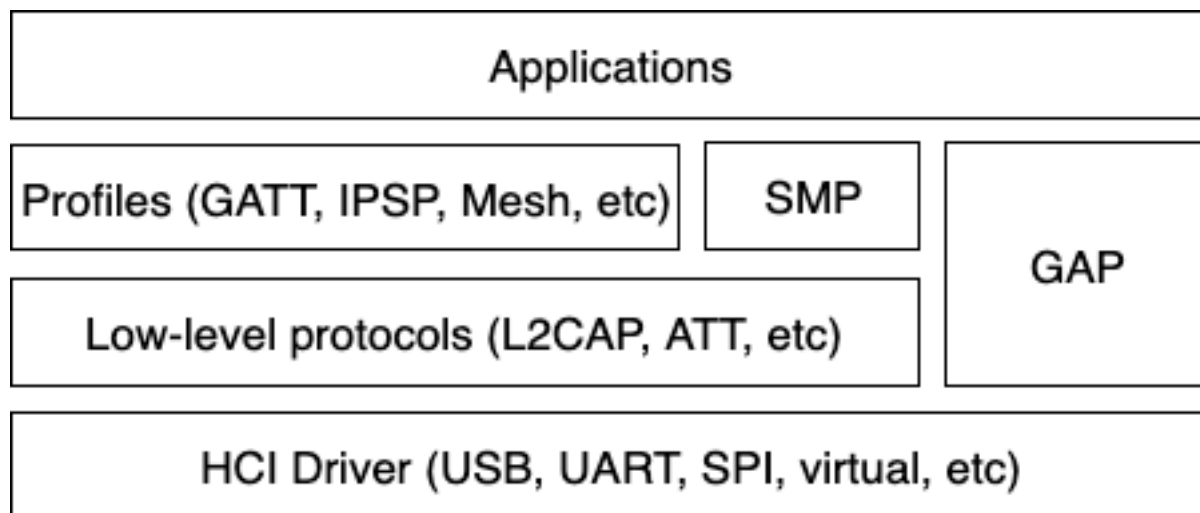 Applications
Profiles (GATT, IPSP, Mesh, etc)
SMP
GAP
Low-level protocols (L2CAP, ATT, etc)
HCI Driver (USB, UART, SPI, virtual, etc)